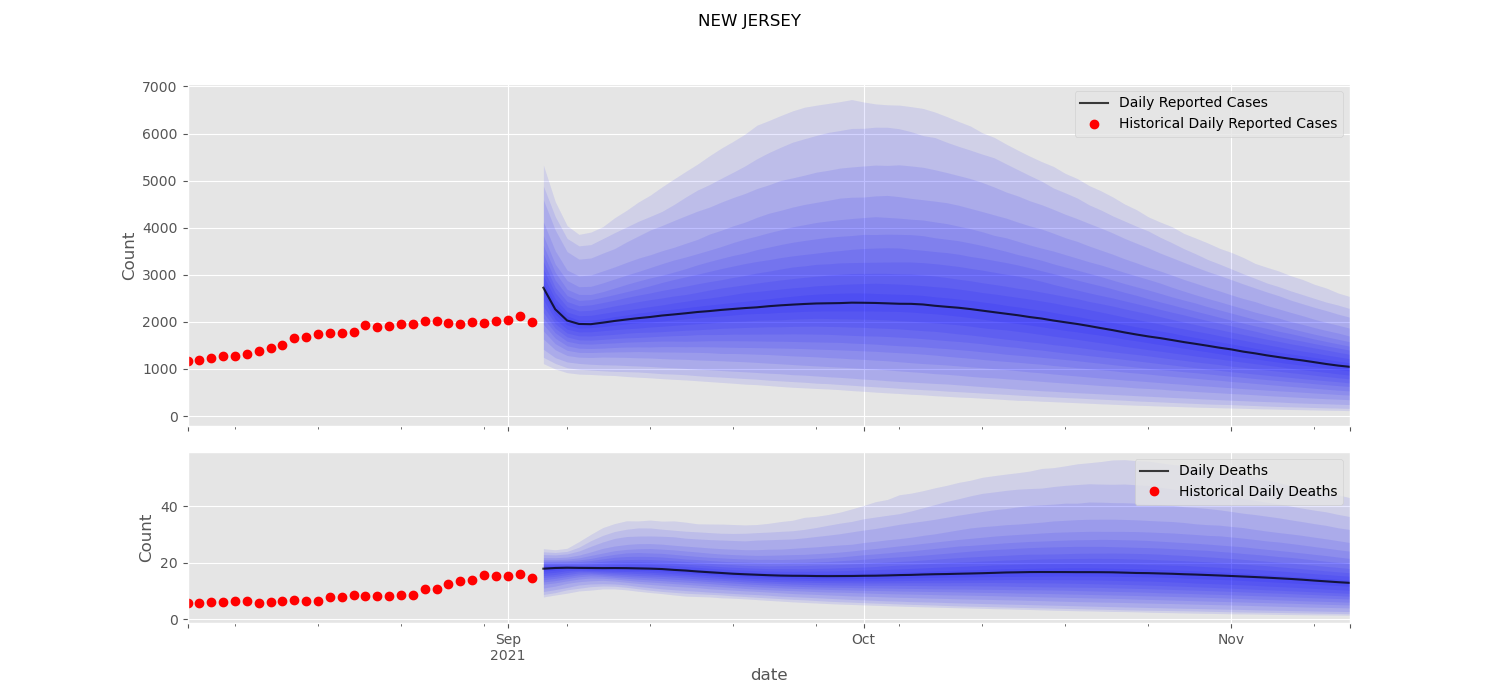 NEW JERSEY
7000
6000
5000
4000
3000
2000
1000
0
Count
Daily Reported Cases
Historical Daily Reported Cases
40
20
0
Count
Daily Deaths
Historical Daily Deaths
Sep
2021
Oct
Nov
date